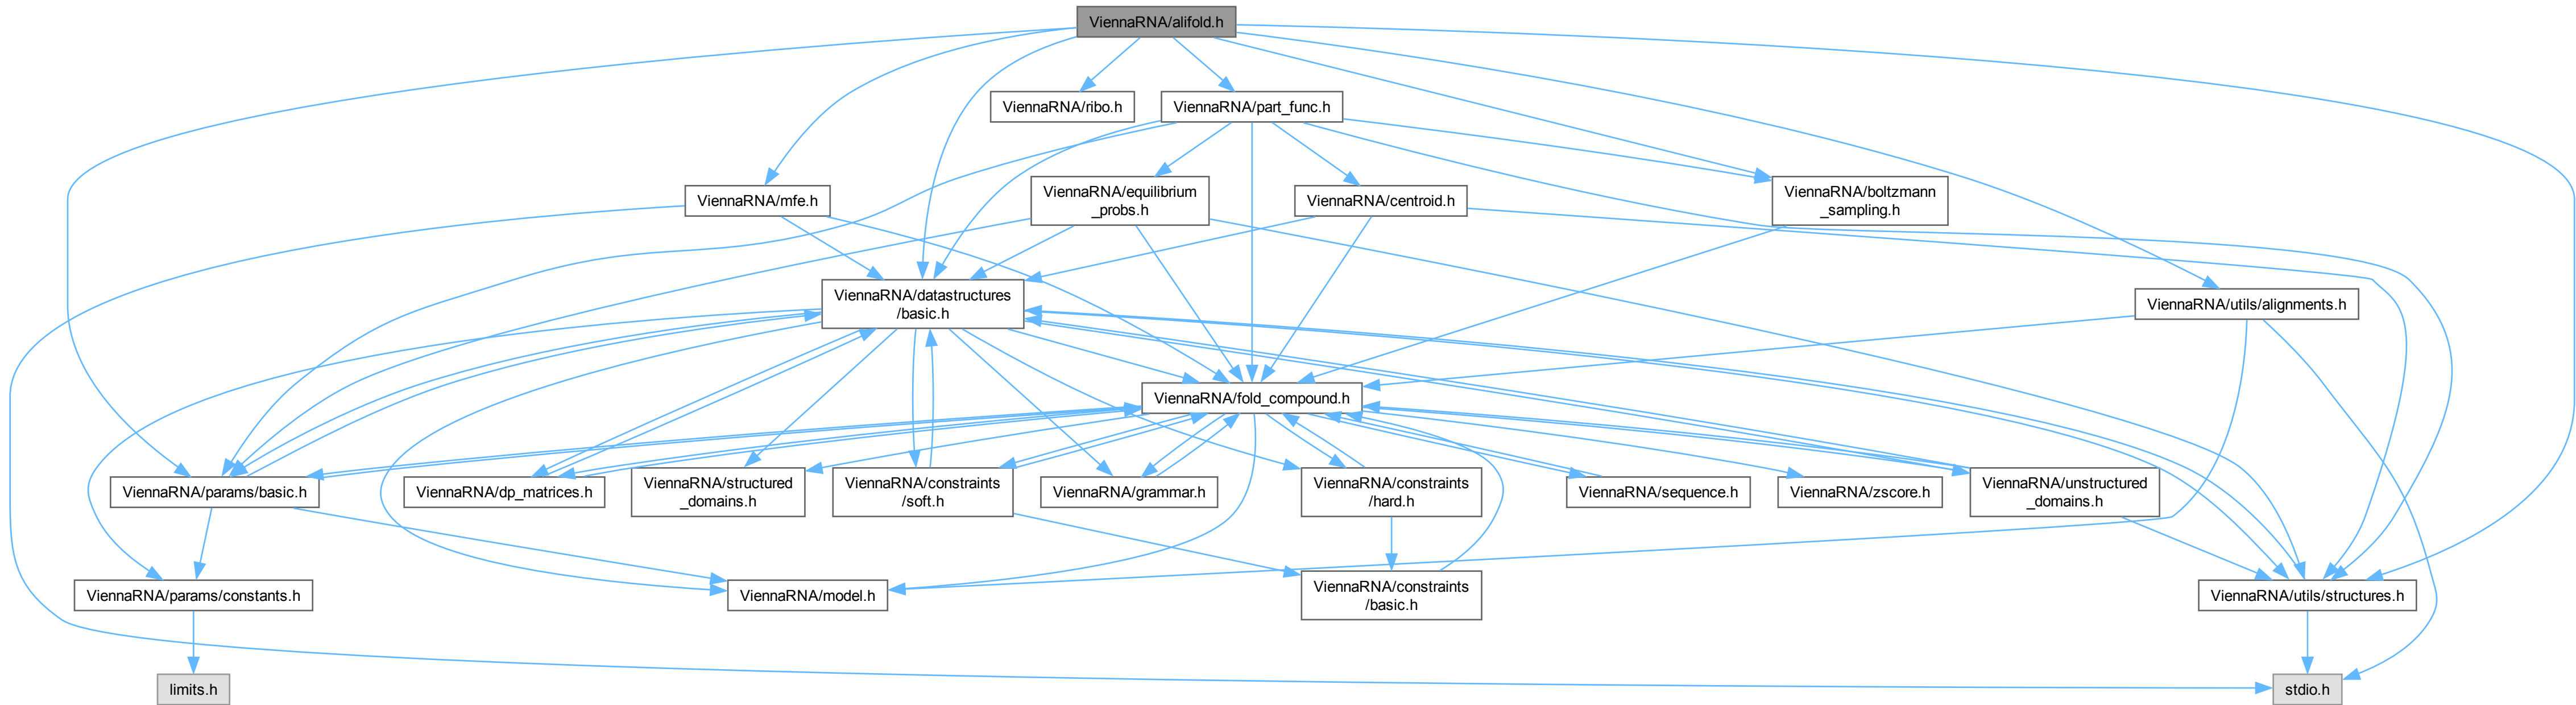 ViennaRNA/alifold.h
ViennaRNA/ribo.h
ViennaRNA/part_func.h
ViennaRNA/mfe.h
ViennaRNA/equilibrium
_probs.h
ViennaRNA/centroid.h
ViennaRNA/boltzmann
_sampling.h
ViennaRNA/datastructures
/basic.h
ViennaRNA/utils/alignments.h
ViennaRNA/fold_compound.h
ViennaRNA/params/basic.h
ViennaRNA/dp_matrices.h
ViennaRNA/structured
_domains.h
ViennaRNA/constraints
/soft.h
ViennaRNA/grammar.h
ViennaRNA/constraints
/hard.h
ViennaRNA/sequence.h
ViennaRNA/zscore.h
ViennaRNA/unstructured
_domains.h
ViennaRNA/params/constants.h
ViennaRNA/model.h
ViennaRNA/constraints
/basic.h
ViennaRNA/utils/structures.h
limits.h
stdio.h